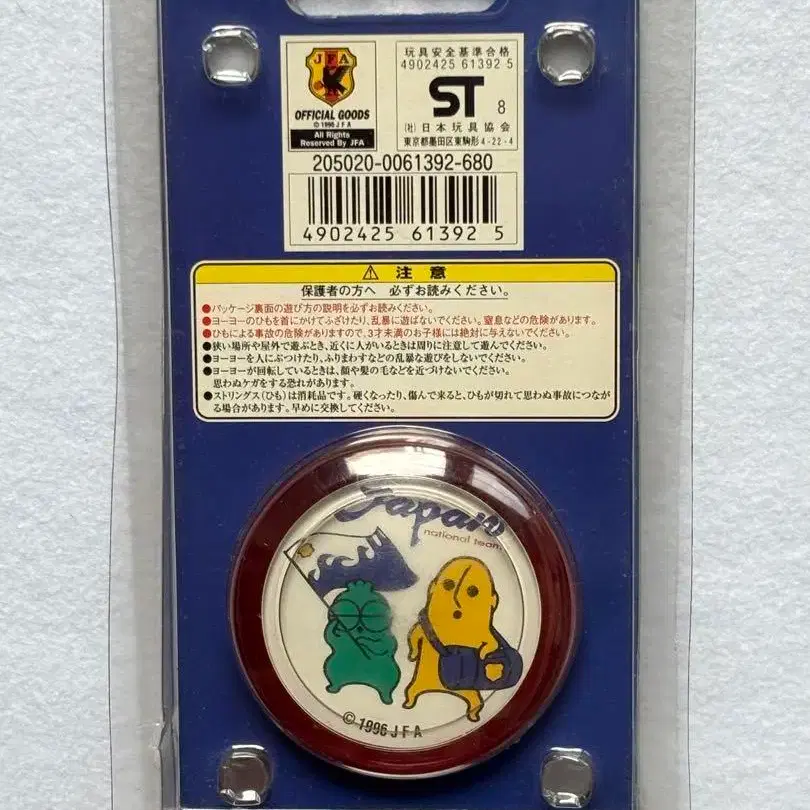 JFA
OFFICIAL GOODS
© 1996 J F A
All Rights
Reserved By JFA
玩具安全基準合格
4902425 61392 5
ST 8
(社)日本玩具協会
東京都墨田区東駒形4-22-4
205020-0061392-680
4902425 613925
⚠ 注意
保護者の方へ 必ずお読みください。
●パッケージ裏面の遊び方の説明を必ずお読みください。
●ヨーヨーのひもを首にかけてふざけたり、乱暴に遊ばないでください。窒息などの危険があります。
●ひもによる事故の危険がありますので、3才未満のお子様には絶対に与えないでください。
●狭い場所や屋外で遊ぶとき、近くに人がいるときは周りに注意して遊んでください。
●ヨーヨーを人にぶつけたり、ふりまわすなどの乱暴な遊びをしないでください。
●ヨーヨーが回転しているときは、顔や髪の毛などを近づけないでください。
思わぬケガをする恐れがあります。
●ストリングス(ひも)は消耗品です。硬くなったり、傷んで来ると、ひもが切れて思わぬ事故につなが
る場合があります。早めに交換してください。
Japan
national team
© 1996 J F A